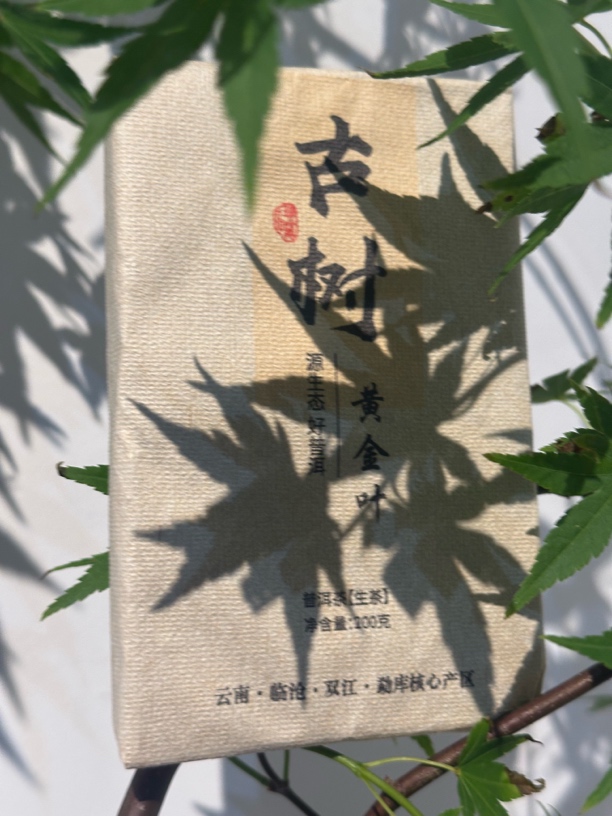 古树
黄金叶
源生态 好普洱
普洱茶[生茶]
净含量:200克
云南·临沧·双江·勐库核心产区